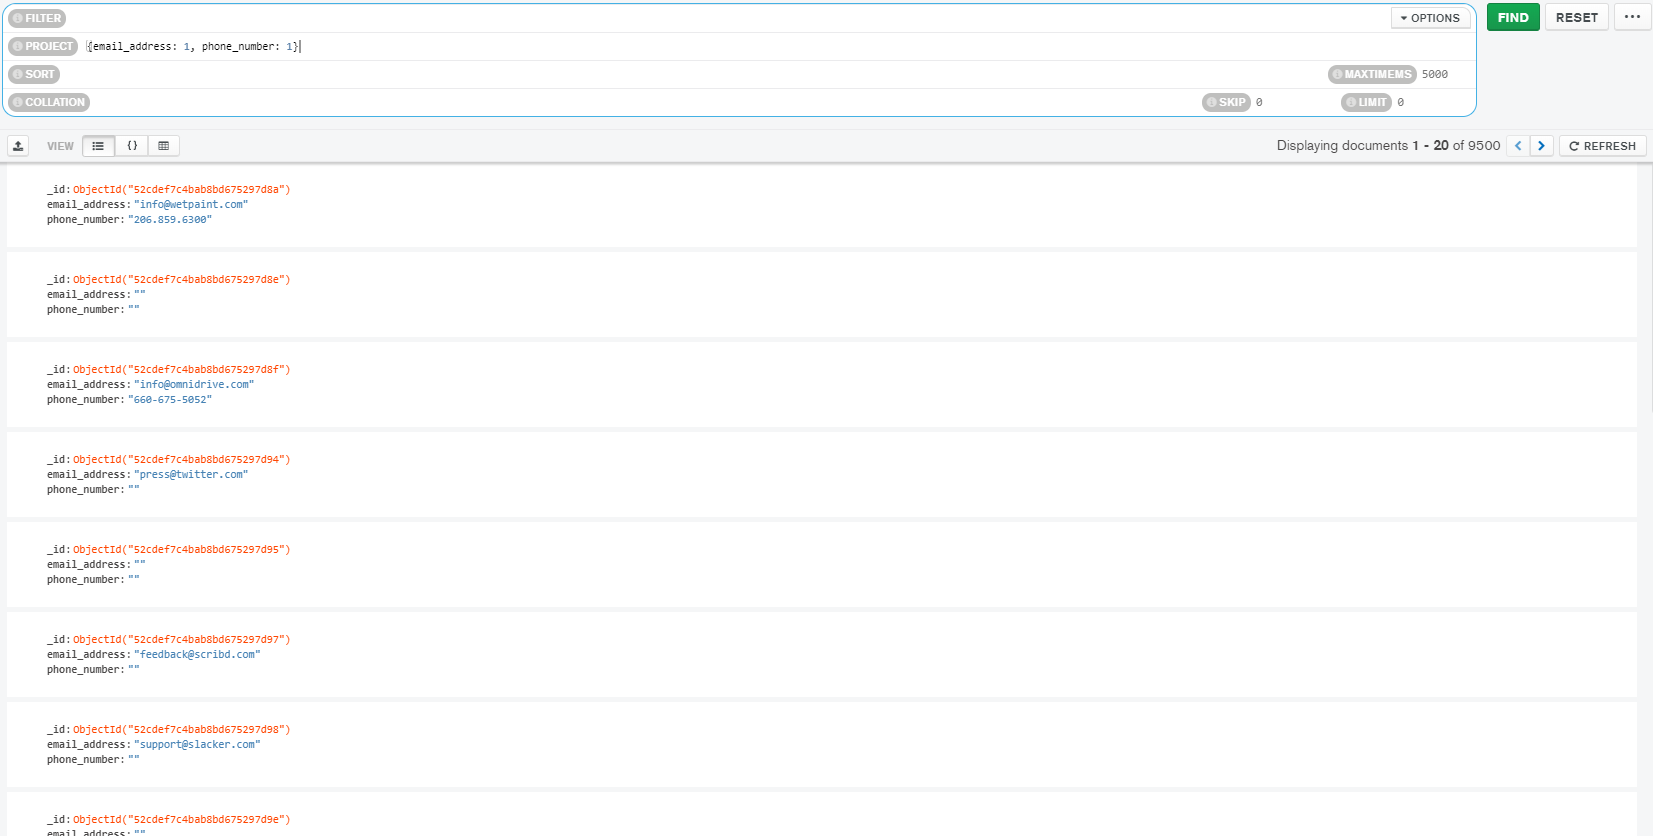 FILTER
OPTIONS
FIND
RESET
PROJECT {email_address: 1, phone_number: 1}
SORT
MAXTIMEMS 5000
COLLATION
SKIP 0
LIMIT 0
VIEW
{}
Displaying documents 1 - 20 of 9500
REFRESH
_id: ObjectId("52cdef7c4bab8bd675297d8a")
email_address: "info@wetpaint.com"
phone_number: "206.859.6300"
_id: ObjectId("52cdef7c4bab8bd675297d8e")
email_address: ""
phone_number: ""
_id: ObjectId("52cdef7c4bab8bd675297d8f")
email_address: "info@omnidrive.com"
phone_number: "660-675-5052"
_id: ObjectId("52cdef7c4bab8bd675297d94")
email_address: "press@twitter.com"
phone_number: ""
_id: ObjectId("52cdef7c4bab8bd675297d95")
email_address: ""
phone_number: ""
_id: ObjectId("52cdef7c4bab8bd675297d97")
email_address: "feedback@scribd.com"
phone_number: ""
_id: ObjectId("52cdef7c4bab8bd675297d98")
email_address: "support@slacker.com"
phone_number: ""
_id: ObjectId("52cdef7c4bab8bd675297d9e")
email_address: ""